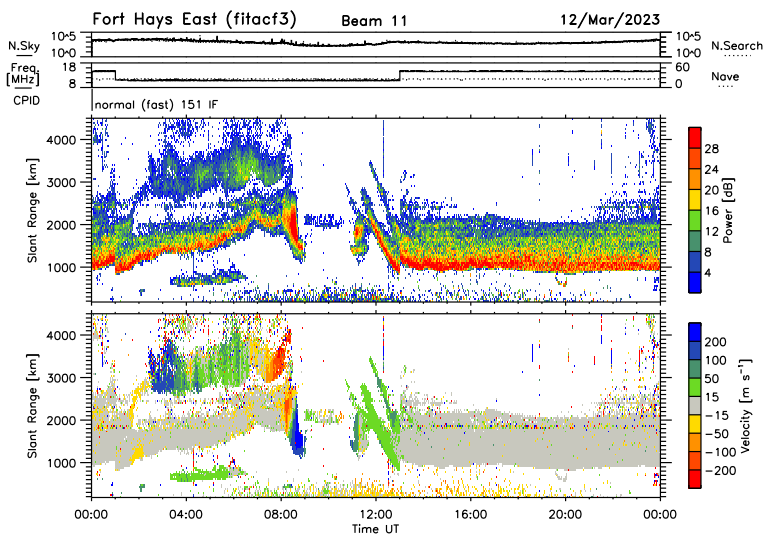 Fort Hays East (fitacf3) Beam 11 12/Mar/2023
N.Sky 10^5 10^0 10^5 10^0 N.Search
Freq. [MHz] 18 8 60 0 Nave
CPID normal (fast) 151 IF
Slant Range [km] 4000 3000 2000 1000
28 24 20 16 12 8 4 Power [dB]
Slant Range [km] 4000 3000 2000 1000
200 100 50 15 −15 −50 −100 −200 Velocity [m s⁻¹]
00:00 04:00 08:00 12:00 16:00 20:00 00:00
Time UT